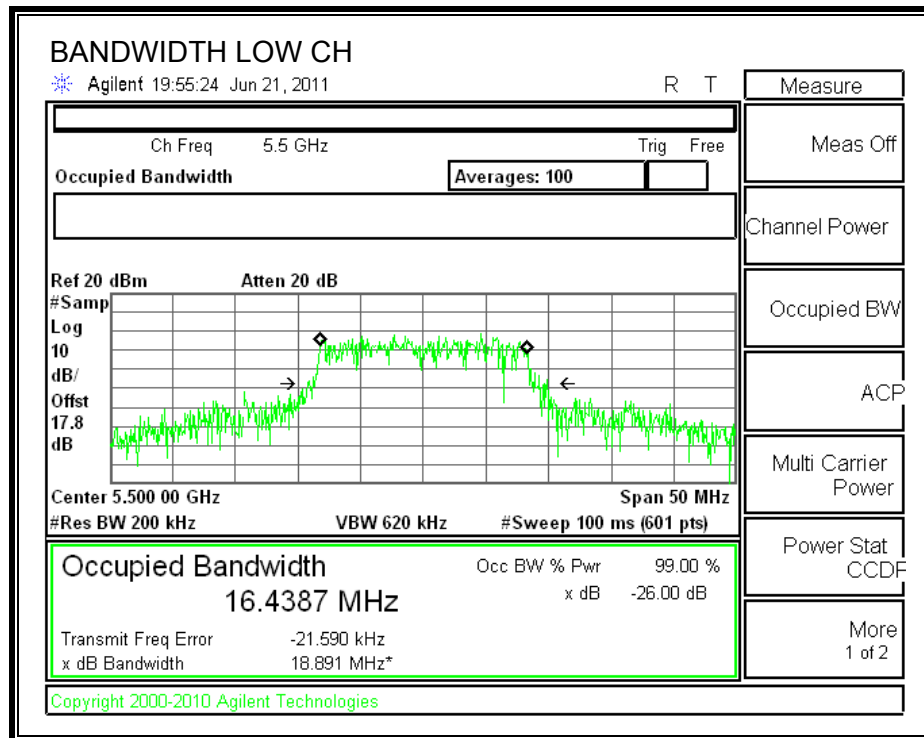 BANDWIDTH LOW CH
Agilent 19:55:24 Jun 21, 2011 R T
Measure
Ch Freq 5.5 GHz Trig Free
Meas Off
Occupied Bandwidth Averages: 100
Channel Power
Ref 20 dBm Atten 20 dB
#Samp
Log
10
dB/
Offst
17.8
dB
Occupied BW
ACP
Multi Carrier
Power
Center 5.500 00 GHz Span 50 MHz
#Res BW 200 kHz VBW 620 kHz #Sweep 100 ms (601 pts)
Power Stat
CCDF
Occupied Bandwidth Occ BW % Pwr 99.00 %
16.4387 MHz x dB -26.00 dB
Transmit Freq Error -21.590 kHz
x dB Bandwidth 18.891 MHz*
More
1 of 2
Copyright 2000-2010 Agilent Technologies